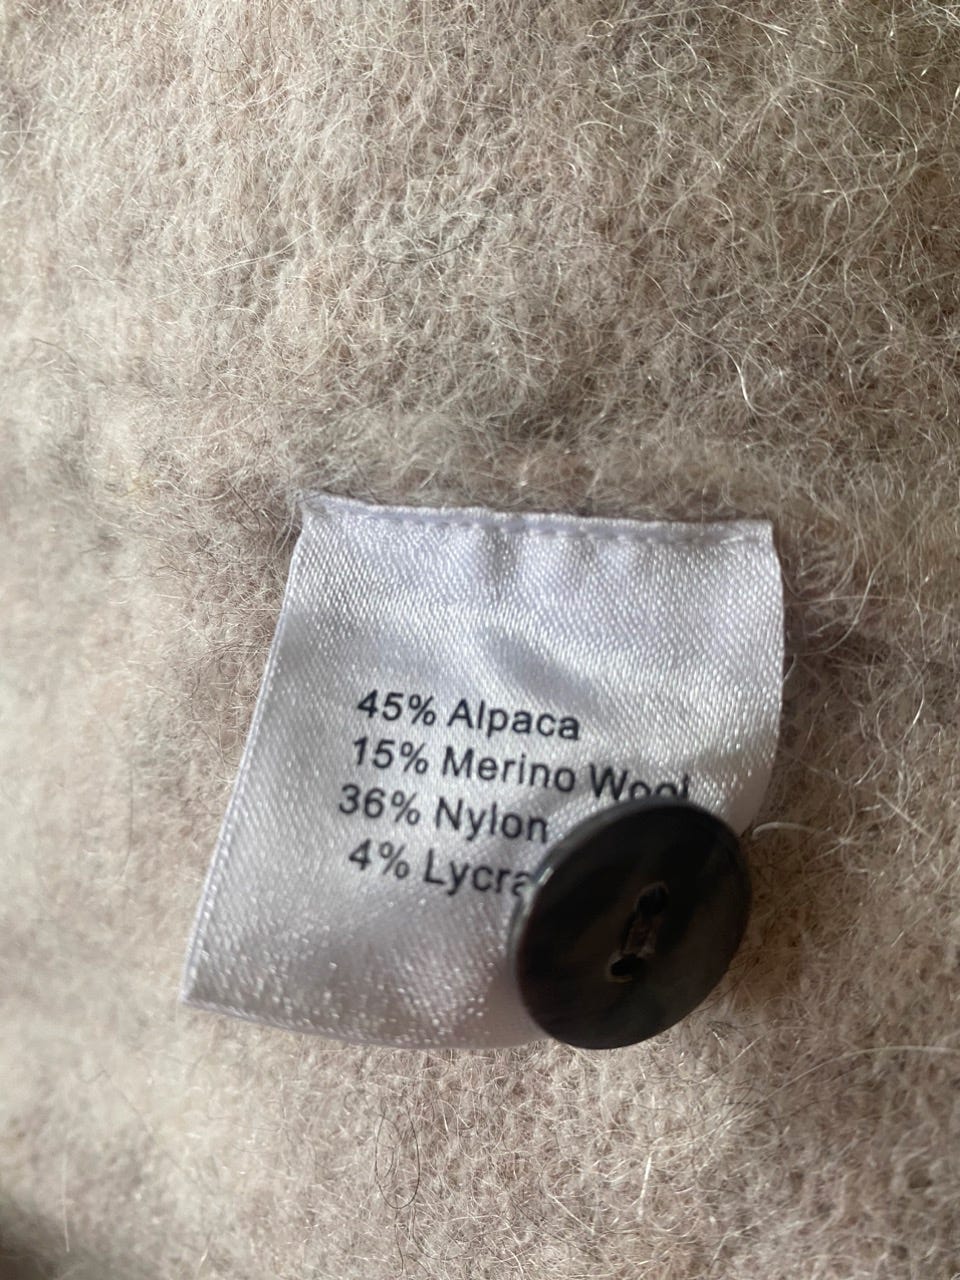 45% Alpaca
15% Merino Wool
36% Nylon
4% Lycra